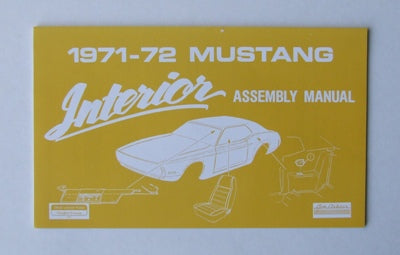 1971-72 MUSTANG
Interior ASSEMBLY MANUAL